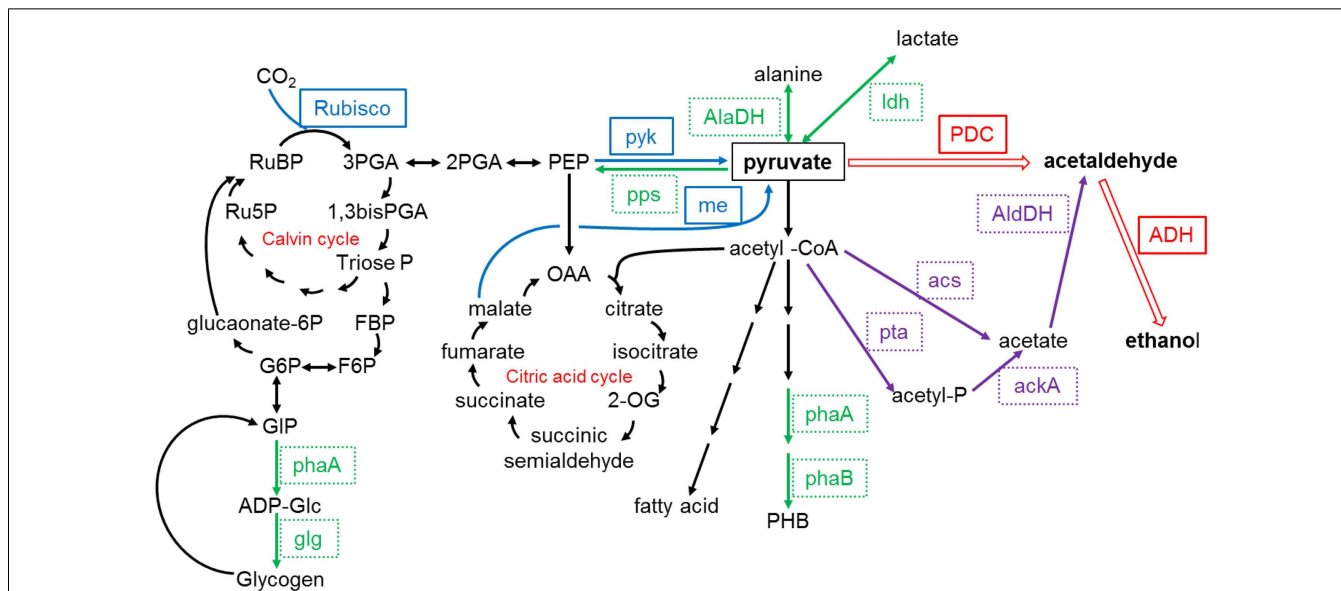 lactate
CO2
alanine
ldh
Rubisco
AlaDH
pyk
PDC
RuBP
3PGA
2PGA
PEP
pyruvate
acetaldehyde
pps
Ru5P
1,3bisPGA
me
AldDH
Calvin cycle
ADH
Triose P
acetyl -CoA
OAA
acs
glucaonate-6P
FBP
malate
citrate
pta
ethanol
fumarate
isocitrate
acetate
G6P
F6P
Citric acid cycle
succinate
2-OG
acetyl-P
ackA
GIP
phaA
succinic
semialdehyde
phaA
phaB
ADP-Glc
fatty acid
PHB
glg
Glycogen